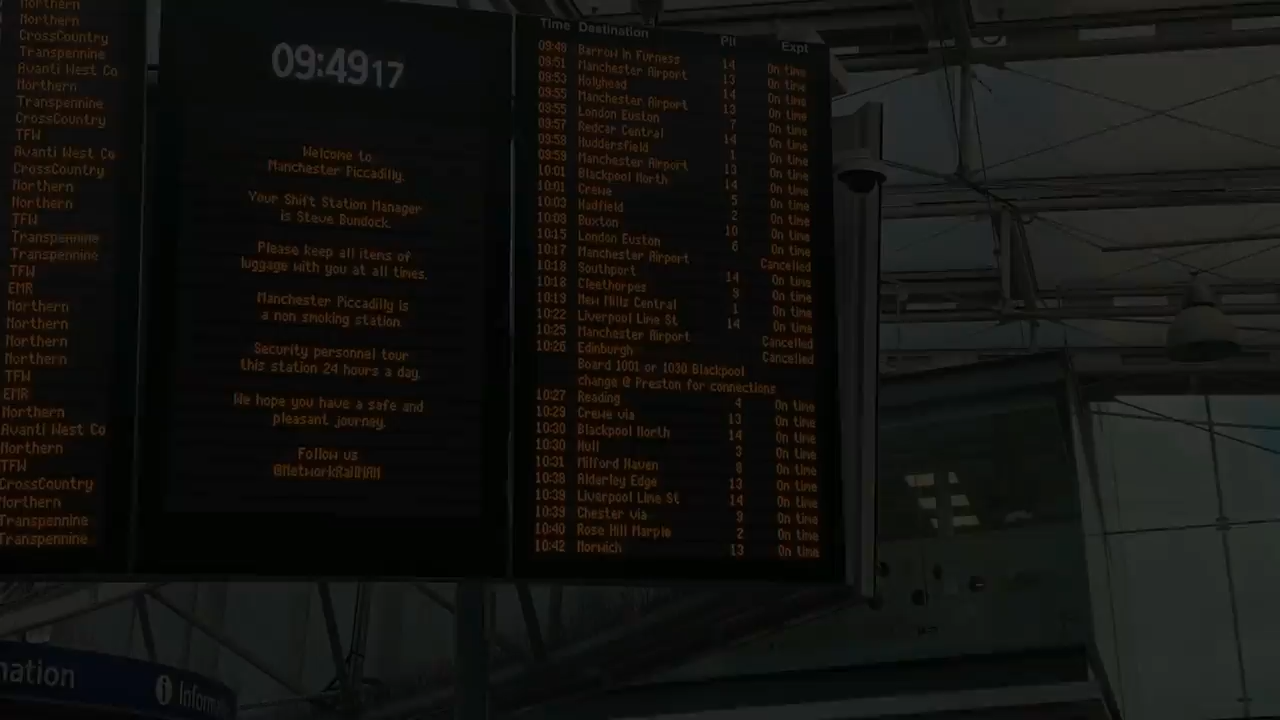 Northern
Northern
CrossCountry
Transpennine
Avanti West Co
Northern
Transpennine
CrossCountry
TFW
Avanti West Co
CrossCountry
Northern
Northern
TFW
Transpennine
Transpennine
TFW
EMR
Northern
Northern
Northern
Northern
TFW
EMR
Northern
Avanti West Co
Northern
TFW
CrossCountry
Northern
Transpennine
Transpennine
09:49 17
Welcome to
Manchester Piccadilly.
Your Shift Station Manager
is Steve Bundock.
Please keep all items of
luggage with you at all times.
Manchester Piccadilly is
a non smoking station.
Security personnel tour
this station 24 hours a day.
We hope you have a safe and
pleasant journey.
Follow us
@NetworkRailMAN
Time Destination Plt Expt
09:49 Barrow in Furness 14 On time
09:51 Manchester Airport 13 On time
09:53 Holyhead 14 On time
09:55 Manchester Airport 13 On time
09:55 London Euston 7 On time
09:57 Redcar Central 14 On time
09:59 Huddersfield 1 On time
09:59 Manchester Airport 13 On time
10:01 Blackpool North 14 On time
10:01 Crewe 5 On time
10:03 Hadfield 2 On time
10:08 Buxton 10 On time
10:15 London Euston 6 On time
10:17 Manchester Airport Cancelled
10:18 Southport 14 On time
10:18 Cleethorpes 9 On time
10:19 New Mills Central 1 On time
10:22 Liverpool Lime St 14 On time
10:25 Manchester Airport Cancelled
10:26 Edinburgh Cancelled
Board 1001 or 1030 Blackpool
change @ Preston for connections
10:27 Reading 4 On time
10:29 Crewe via 13 On time
10:30 Blackpool North 14 On time
10:30 Hull 3 On time
10:31 Milford Haven 8 On time
10:38 Alderley Edge 13 On time
10:39 Liverpool Lime St 14 On time
10:39 Chester via 9 On time
10:40 Rose Hill Marple 2 On time
10:42 Norwich 13 On time
mation
i Informa